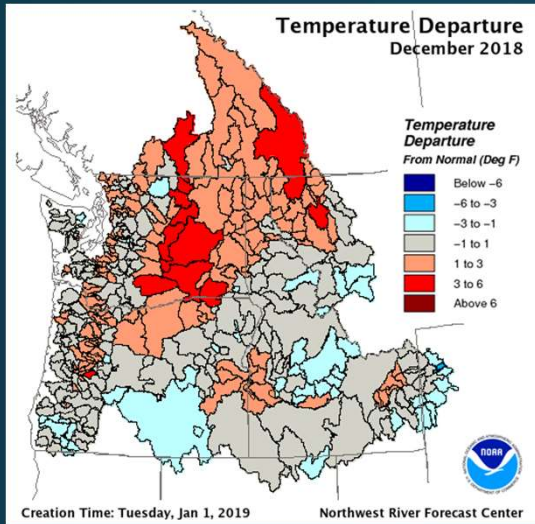 Temperature Departure
December 2018
Temperature
Departure
From Normal (Deg F)
Below -6
-6 to -3
-3 to -1
-1 to 1
1 to 3
3 to 6
Above 6
NOAA
Creation Time: Tuesday, Jan 1, 2019
Northwest River Forecast Center